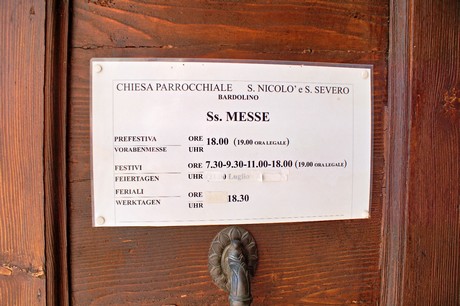 CHIESA PARROCCHIALE S. NICOLO' e S. SEVERO
BARDOLINO
Ss. MESSE
PREFESTIVA ORE 18.00 (19.00 ORA LEGALE)
VORABENMESSE UHR
FESTIVI ORE 7.30-9.30-11.00-18.00 (19.00 ORA LEGALE)
FEIERTAGEN UHR Luglio
FERIALI ORE 18.30
WERKTAGEN UHR